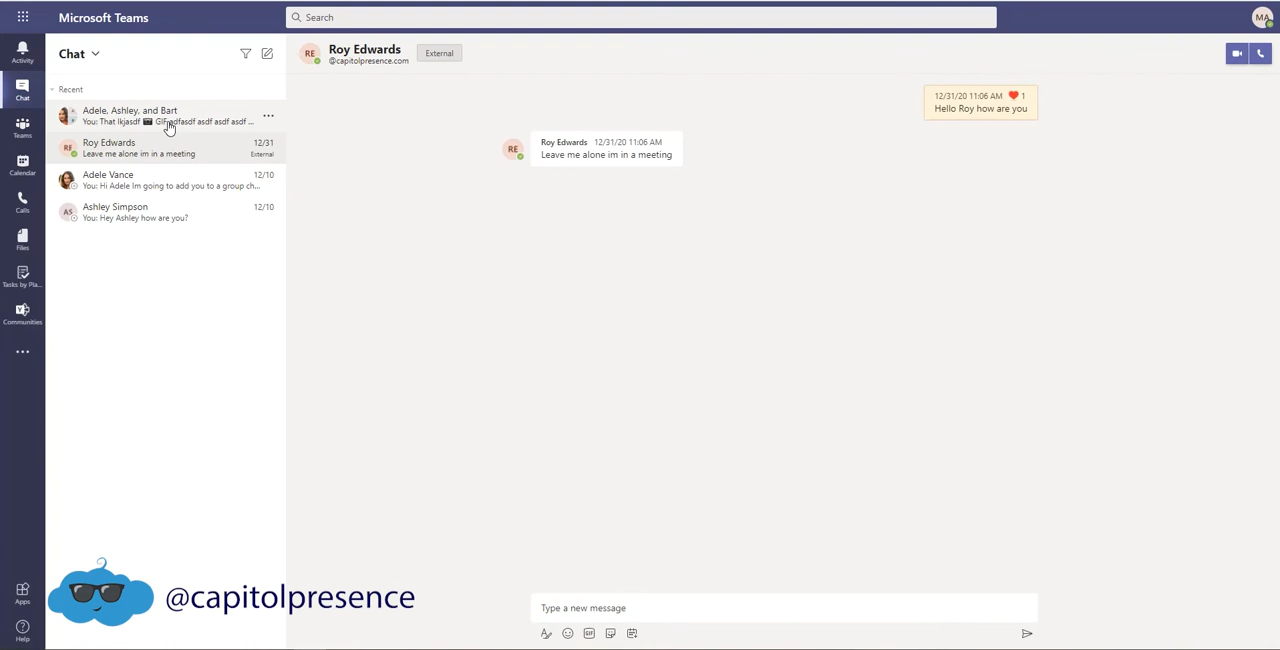 Microsoft Teams
Search
MA
Activity
Chat
Teams
Calendar
Calls
Files
Tasks by Pla...
Communities
Apps
Help
Chat
Recent
Adele, Ashley, and Bart
You: That lkjasdf GIF adfasdf asdf asdf asdf ...
RE
Roy Edwards 12/31
Leave me alone im in a meeting External
Adele Vance 12/10
You: Hi Adele Im going to add you to a group ch...
AS
Ashley Simpson 12/10
You: Hey Ashley how are you?
RE
Roy Edwards External
@capitolpresence.com
12/31/20 11:06 AM 1
Hello Roy how are you
RE
Roy Edwards 12/31/20 11:06 AM
Leave me alone im in a meeting
Type a new message
GIF
@capitolpresence